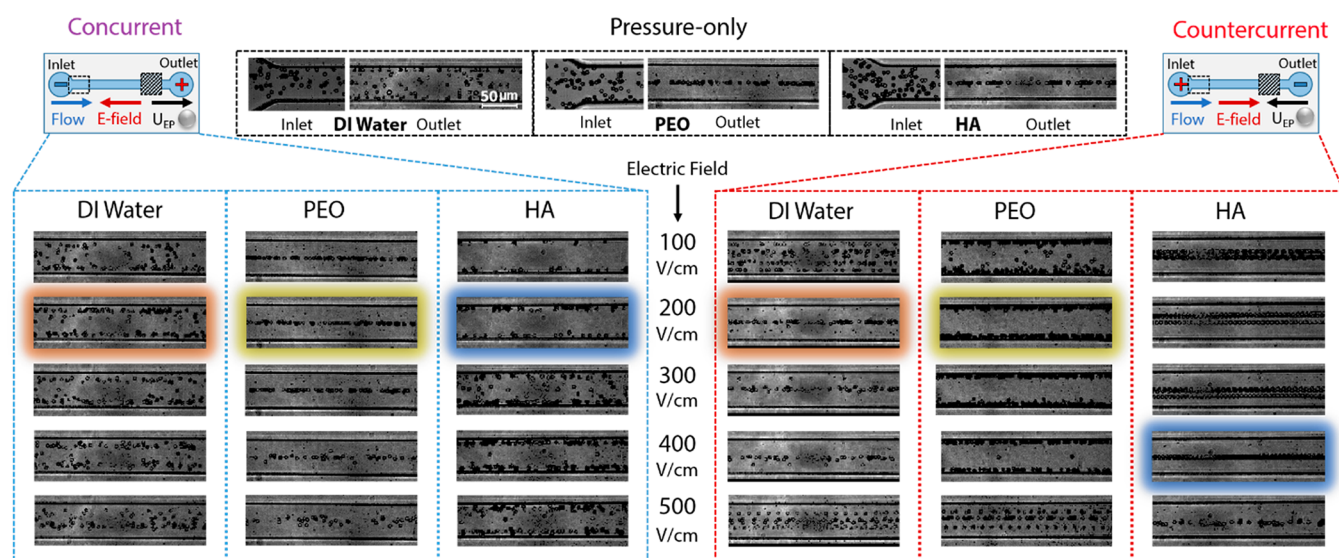 Concurrent
Pressure-only
Countercurrent
Inlet
Outlet
−
+
Flow
E-field
U_EP
50 μm
Inlet DI Water Outlet
Inlet PEO Outlet
Inlet HA Outlet
Inlet
Outlet
+
−
Flow
E-field
U_EP
Electric Field
DI Water
PEO
HA
DI Water
PEO
HA
100
V/cm
200
V/cm
300
V/cm
400
V/cm
500
V/cm